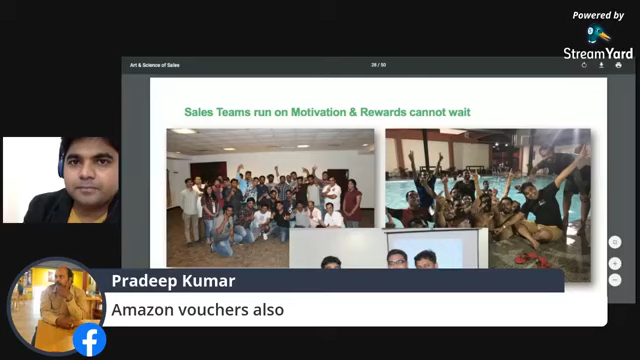 Powered by
StreamYard
Art & Science of Sales
28 / 50
Sales Teams run on Motivation & Rewards cannot wait
Pradeep Kumar
Amazon vouchers also